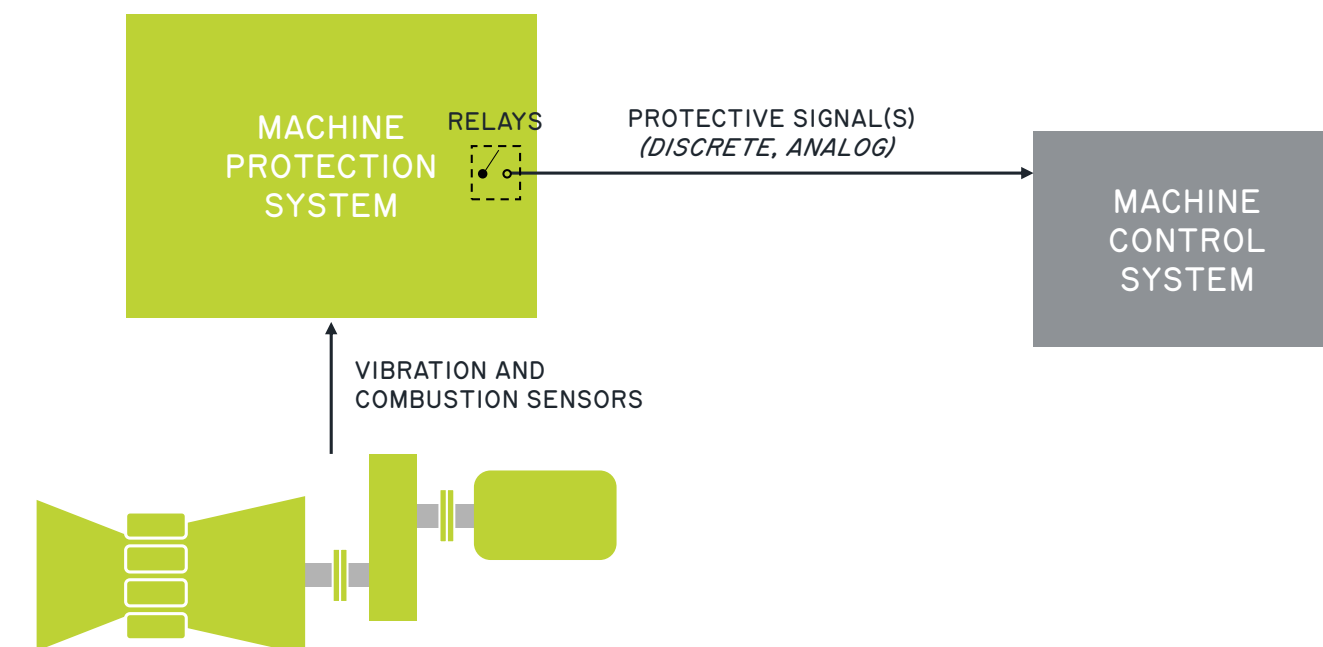 MACHINE
PROTECTION
SYSTEM
RELAYS
PROTECTIVE SIGNAL(S)
(DISCRETE, ANALOG)
MACHINE
CONTROL
SYSTEM
VIBRATION AND
COMBUSTION SENSORS